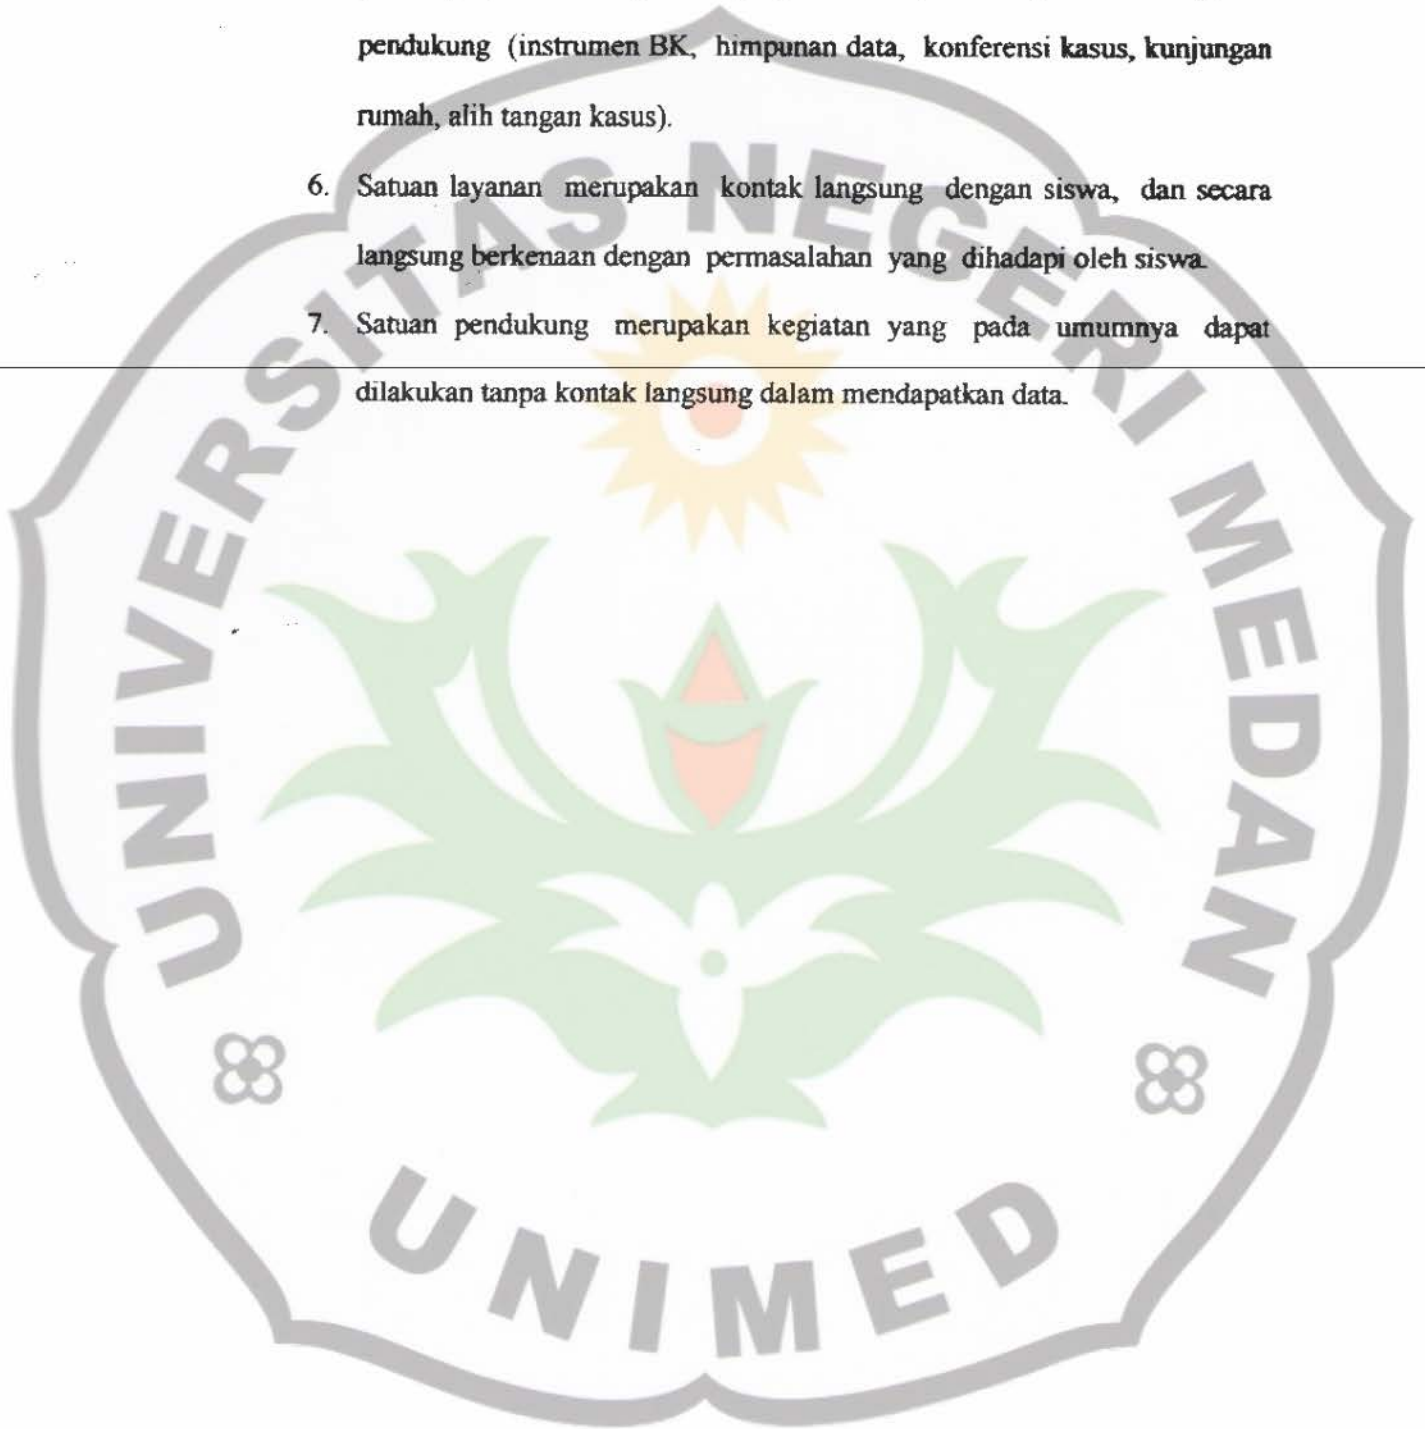 pendukung (instrumen BK, himpunan data, konferensi kasus, kunjungan
rumah, alih tangan kasus).
6. Satuan layanan merupakan kontak langsung dengan siswa, dan secara
langsung berkenaan dengan permasalahan yang dihadapi oleh siswa.
7. Satuan pendukung merupakan kegiatan yang pada umumnya dapat
dilakukan tanpa kontak langsung dalam mendapatkan data.
UNIVERSITAS NEGERI MEDAN
UNIMED